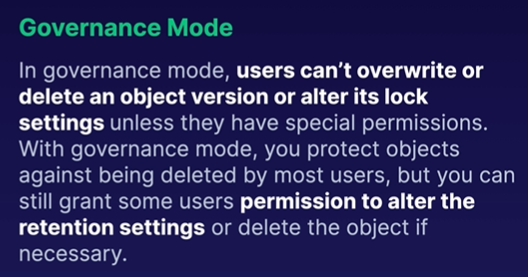 Governance Mode
In governance mode, users can't overwrite or
delete an object version or alter its lock
settings unless they have special permissions.
With governance mode, you protect objects
against being deleted by most users, but you can
still grant some users permission to alter the
retention settings or delete the object if
necessary.